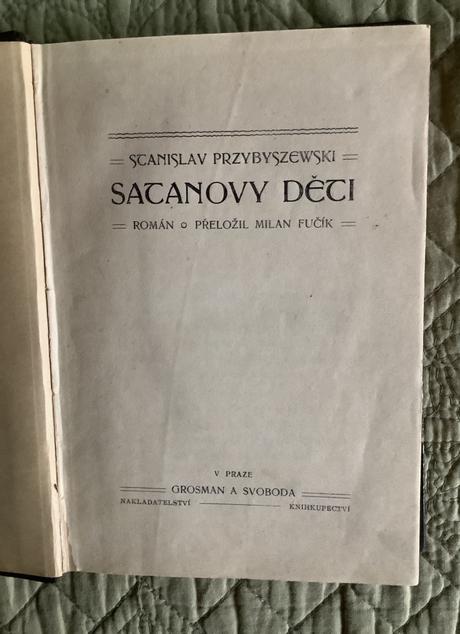 STANISLAV PRZYBYSZEWSKI
SATANOVY DĚTI
ROMÁN o PŘELOŽIL MILAN FUČÍK
V PRAZE
GROSMAN A SVOBODA
NAKLADATELSTVÍ KNIHKUPECTVÍ